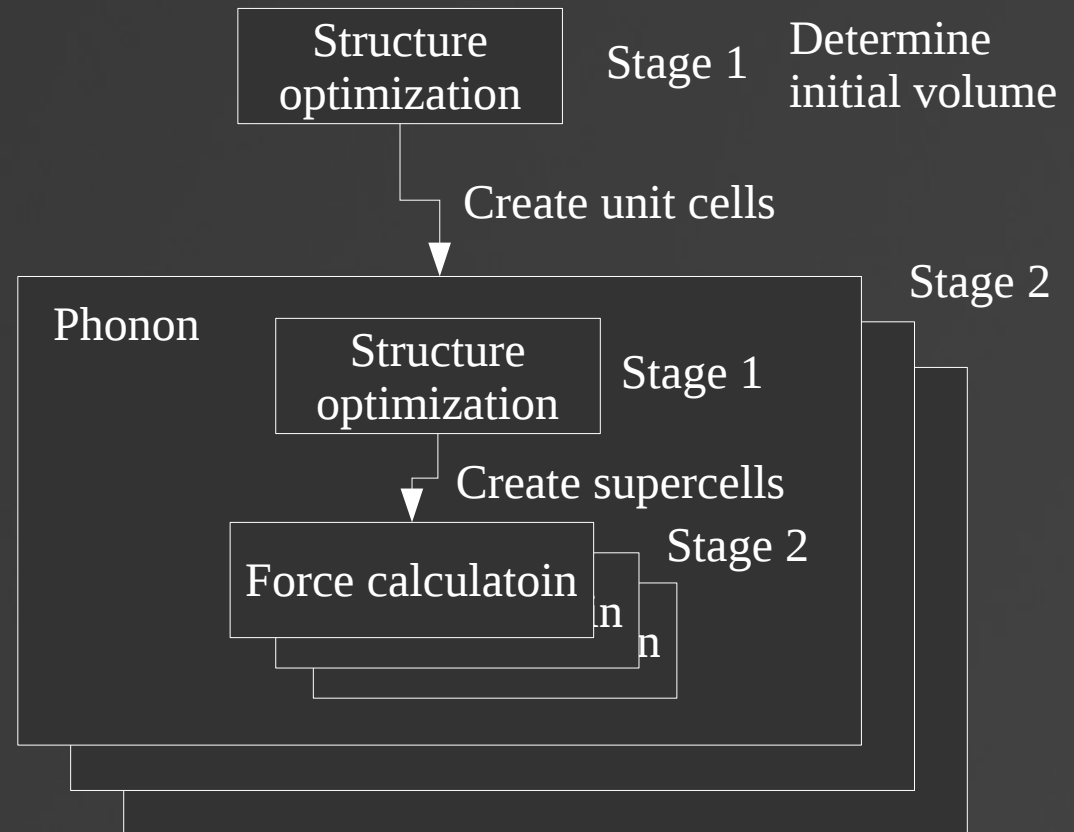 Structure
optimization
Stage 1
Determine
initial volume
Create unit cells
Stage 2
Phonon
Structure
optimization
Stage 1
Create supercells
Stage 2
Force calculatoin
in
n